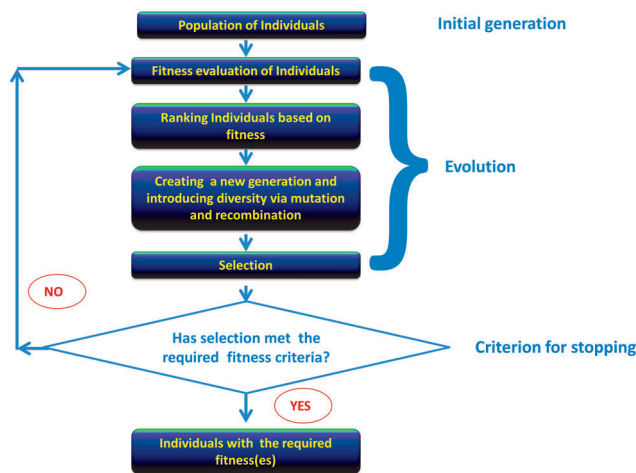 Population of Individuals
Initial generation
Fitness evaluation of Individuals
Ranking Individuals based on
fitness
Evolution
Creating a new generation and
introducing diversity via mutation
and recombination
Selection
NO
Has selection met the
required fitness criteria?
Criterion for stopping
YES
Individuals with the required
fitness(es)